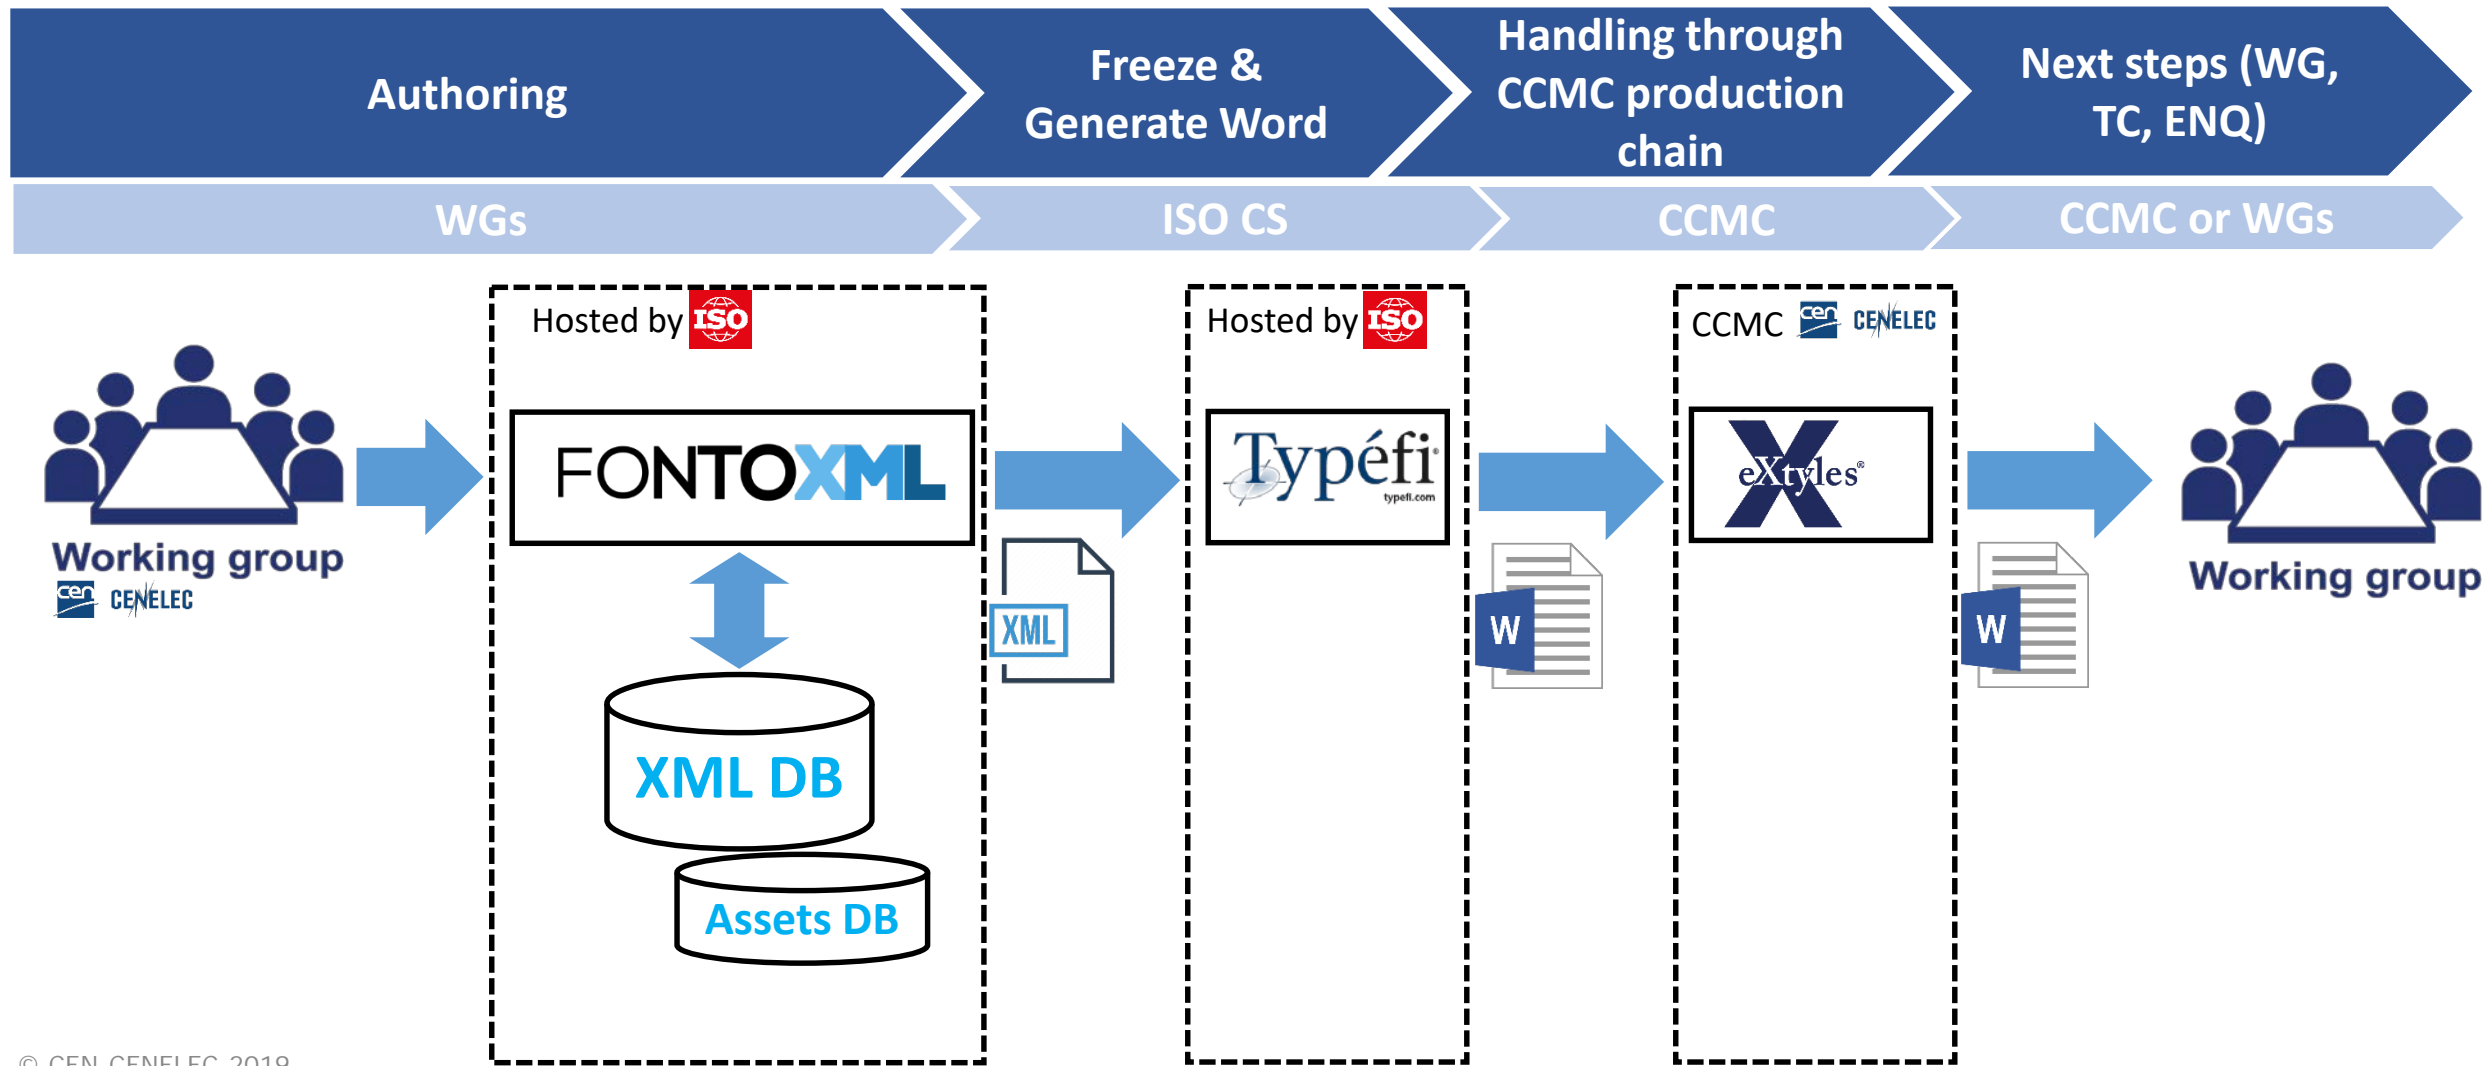 Authoring
Freeze &
Generate Word
Handling through
CCMC production
chain
Next steps (WG,
TC, ENQ)
WGs
ISO CS
CCMC
CCMC or WGs
Hosted by ISO
Hosted by ISO
CCMC cen CENELEC
FONTOXML
Typéfi
typefi.com
eXtyles®
Working group
cen CENELEC
Working group
XML
W
W
XML DB
Assets DB
© CEN CENELEC 2019